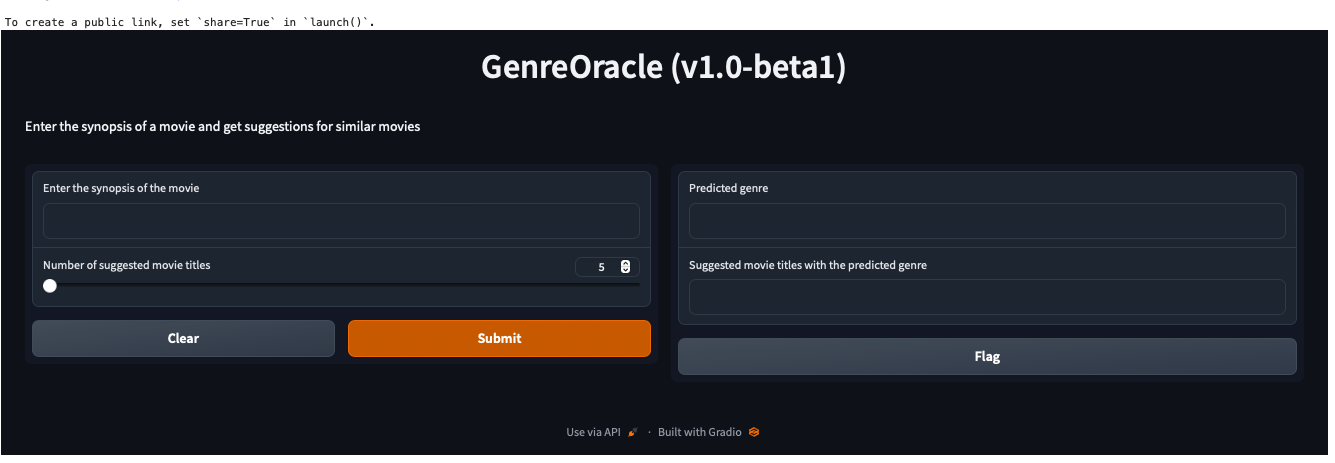 To create a public link, set `share=True` in `launch()`.
GenreOracle (v1.0-beta1)
Enter the synopsis of a movie and get suggestions for similar movies
Enter the synopsis of the movie
Number of suggested movie titles
5
Clear
Submit
Predicted genre
Suggested movie titles with the predicted genre
Flag
Use via API · Built with Gradio